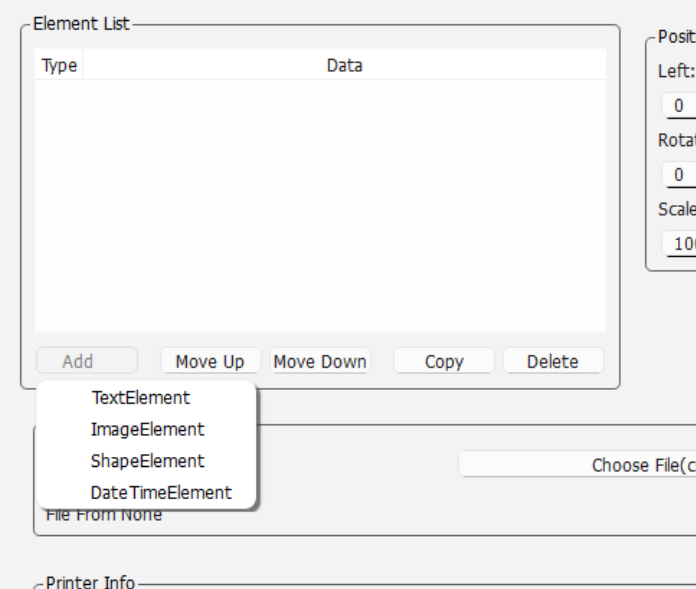 Element List
Type Data
Posit
Left:
0
Rotat
0
Scale
100
Add Move Up Move Down Copy Delete
TextElement
ImageElement
ShapeElement
DateTimeElement
Choose File(c
File From None
Printer Info